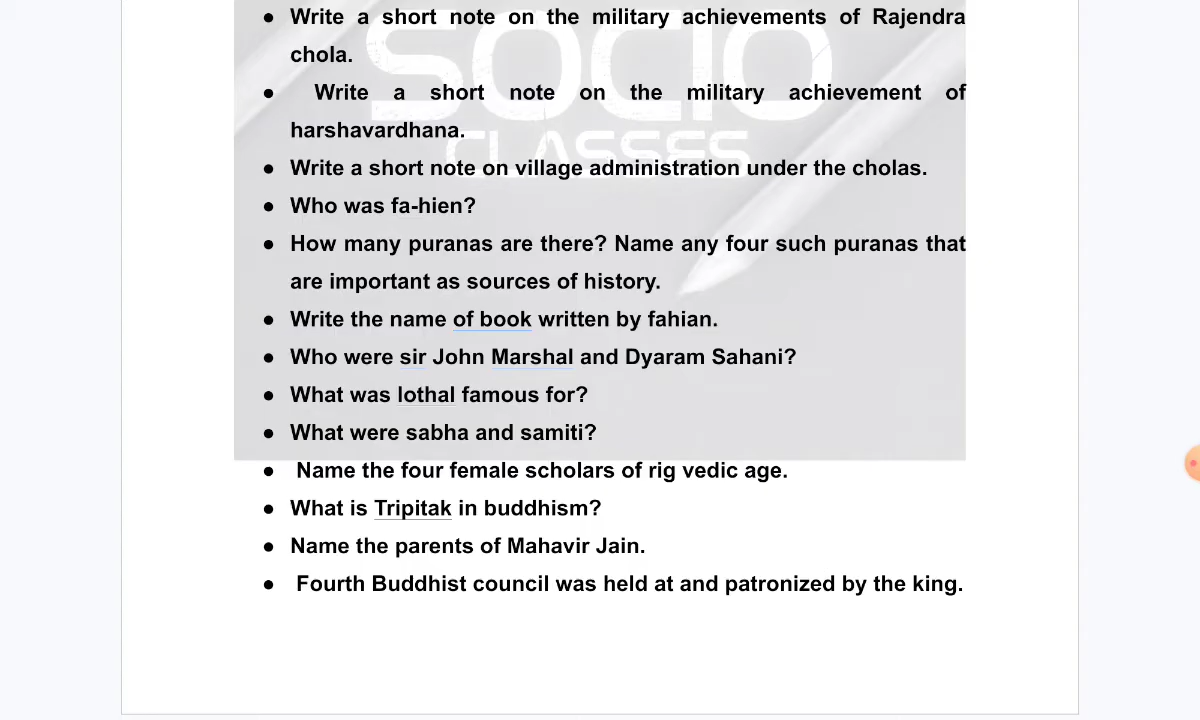 ● Write a short note on the military achievements of Rajendra
chola.
● Write a short note on the military achievement of
harshavardhana.
● Write a short note on village administration under the cholas.
● Who was fa-hien?
● How many puranas are there? Name any four such puranas that
are important as sources of history.
● Write the name of book written by fahian.
● Who were sir John Marshal and Dyaram Sahani?
● What was lothal famous for?
● What were sabha and samiti?
● Name the four female scholars of rig vedic age.
● What is Tripitak in buddhism?
● Name the parents of Mahavir Jain.
● Fourth Buddhist council was held at and patronized by the king.
SOCIO
CLASSES